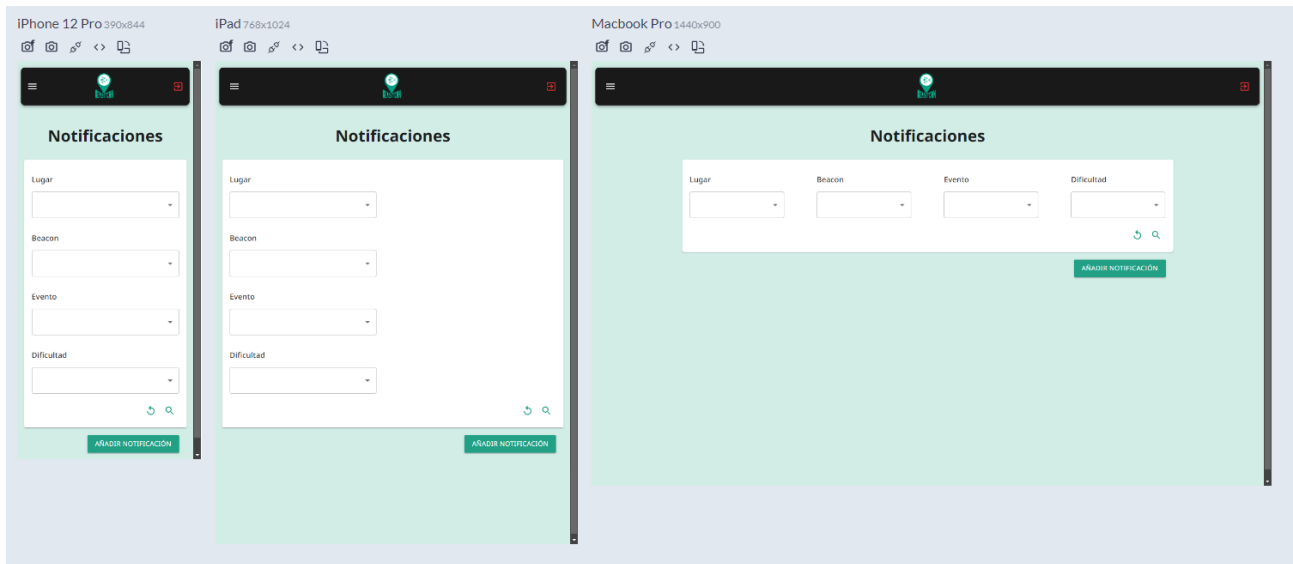 iPhone 12 Pro 390x844
Notificaciones
Lugar
Beacon
Evento
Dificultad
AÑADIR NOTIFICACIÓN
iPad 768x1024
Notificaciones
Lugar
Beacon
Evento
Dificultad
AÑADIR NOTIFICACIÓN
Macbook Pro 1440x900
Notificaciones
Lugar Beacon Evento Dificultad
AÑADIR NOTIFICACIÓN